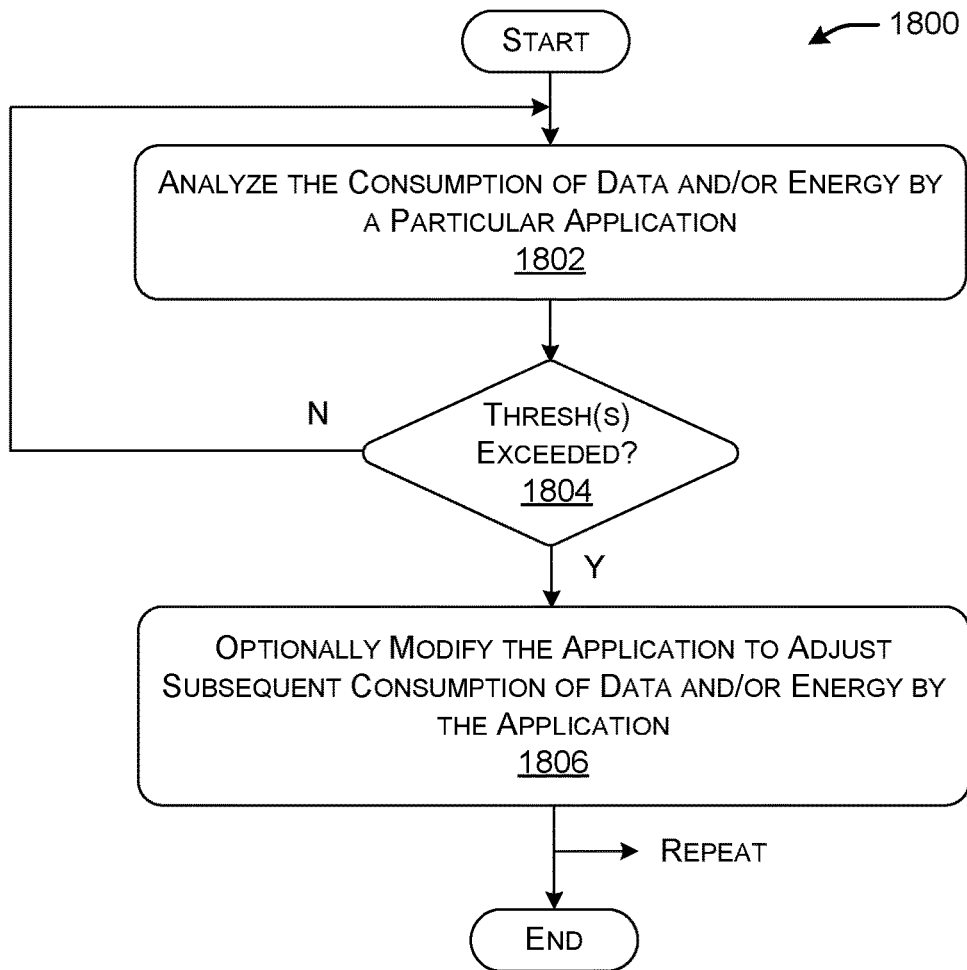 START
1800
ANALYZE THE CONSUMPTION OF DATA AND/OR ENERGY BY
A PARTICULAR APPLICATION
1802
N
THRESH(S)
EXCEEDED?
1804
Y
OPTIONALLY MODIFY THE APPLICATION TO ADJUST
SUBSEQUENT CONSUMPTION OF DATA AND/OR ENERGY BY
THE APPLICATION
1806
REPEAT
END